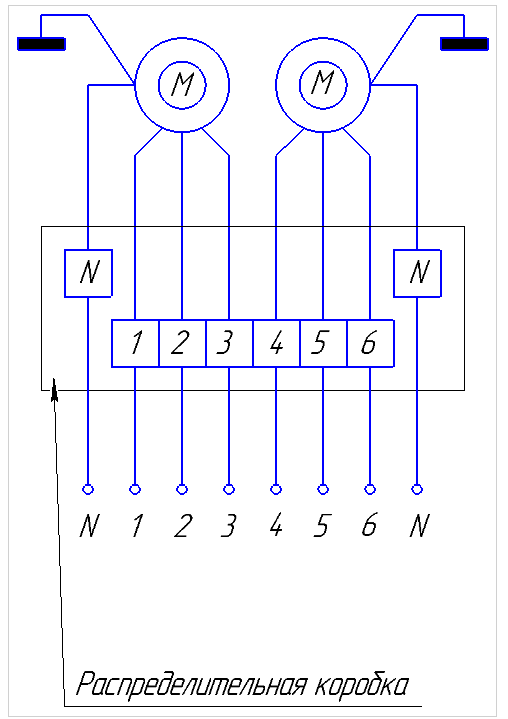 M M
N N
1 2 3 4 5 6
N 1 2 3 4 5 6 N
Распределительная коробка